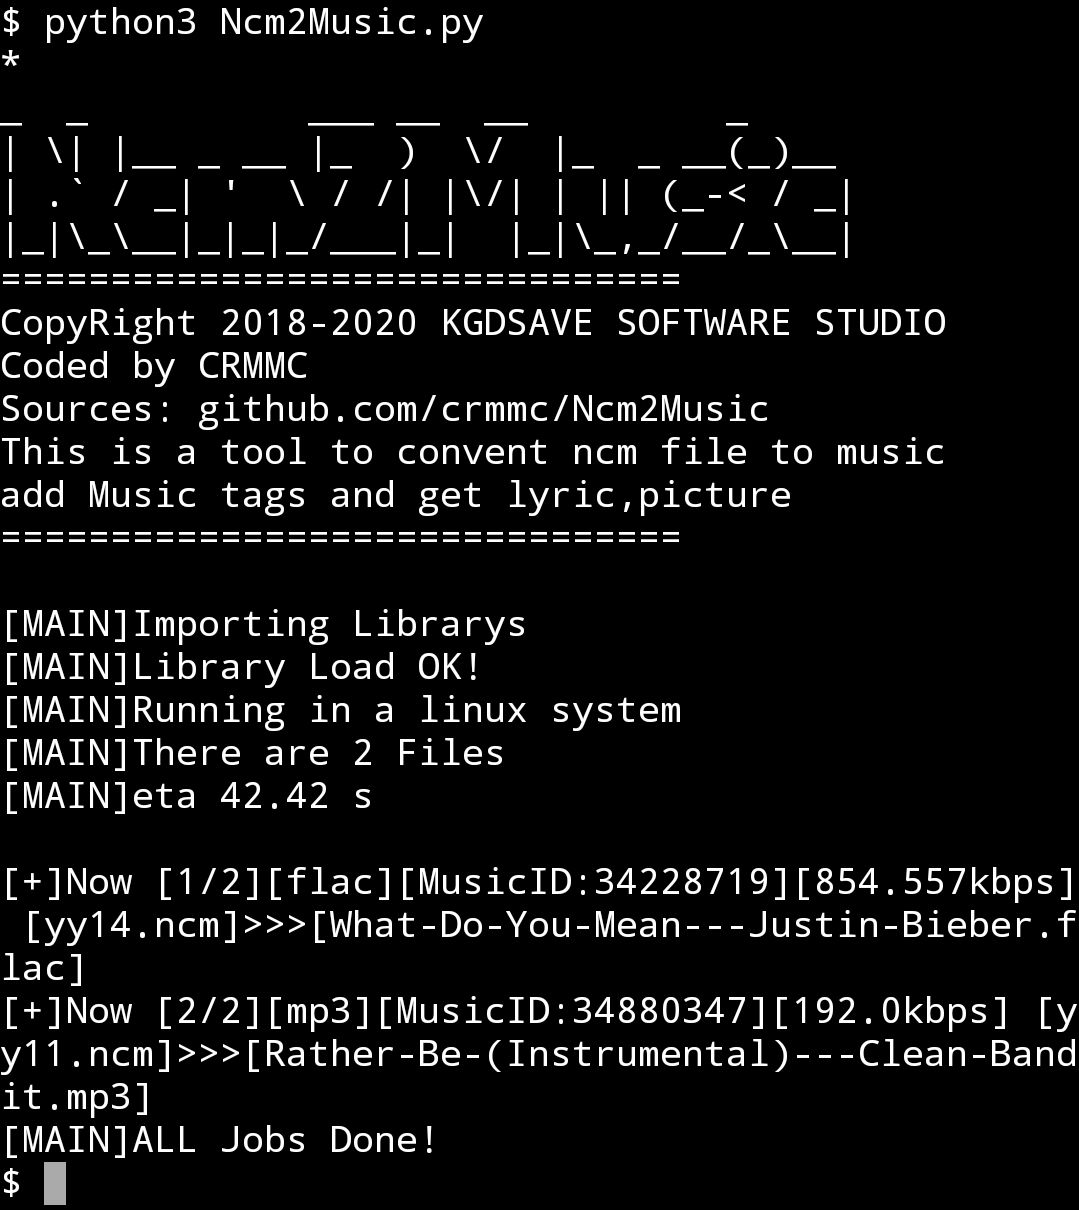 $ python3 Ncm2Music.py
*
_  _          ___ __  __         _
| \| |__ _ __ |_  )  \/  |_  _ __(_)__
| .` / _| '  \ / /| |\/| | || (_-< / _|
|_|\_\__|_|_|_/___|_|  |_|\_,_/__/_\__|
===============================
CopyRight 2018-2020 KGDSAVE SOFTWARE STUDIO
Coded by CRMMC
Sources: github.com/crmmc/Ncm2Music
This is a tool to convent ncm file to music
add Music tags and get lyric,picture
===============================
[MAIN]Importing Librarys
[MAIN]Library Load OK!
[MAIN]Running in a linux system
[MAIN]There are 2 Files
[MAIN]eta 42.42 s
[+]Now [1/2][flac][MusicID:34228719][854.557kbps]
 [yy14.ncm]>>>[What-Do-You-Mean---Justin-Bieber.f
lac]
[+]Now [2/2][mp3][MusicID:34880347][192.0kbps] [y
y11.ncm]>>>[Rather-Be-(Instrumental)---Clean-Band
it.mp3]
[MAIN]ALL Jobs Done!
$